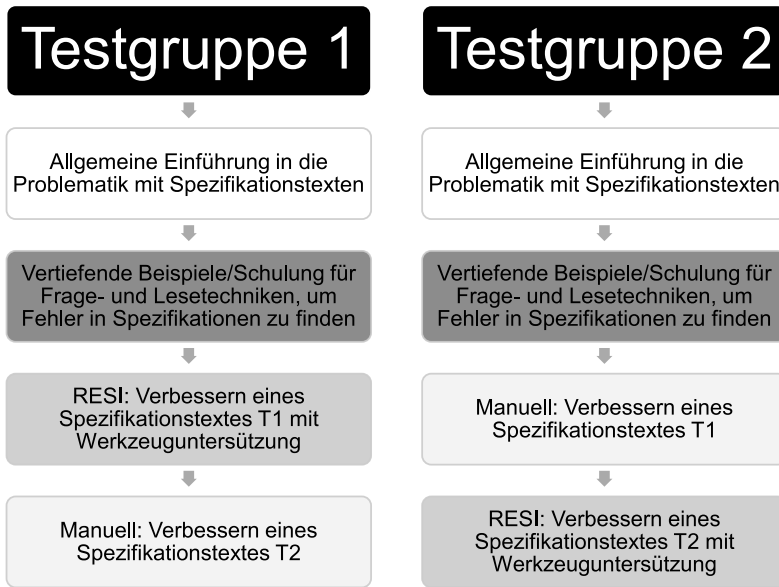 Testgruppe 1
Allgemeine Einführung in die
Problematik mit Spezifikationstexten
Vertiefende Beispiele/Schulung für
Frage- und Lesetechniken, um
Fehler in Spezifikationen zu finden
RESI: Verbessern eines
Spezifikationstextes T1 mit
Werkzeuguntersützung
Manuell: Verbessern eines
Spezifikationstextes T2
Testgruppe 2
Allgemeine Einführung in die
Problematik mit Spezifikationstexten
Vertiefende Beispiele/Schulung für
Frage- und Lesetechniken, um
Fehler in Spezifikationen zu finden
Manuell: Verbessern eines
Spezifikationstextes T1
RESI: Verbessern eines
Spezifikationstextes T2 mit
Werkzeuguntersützung